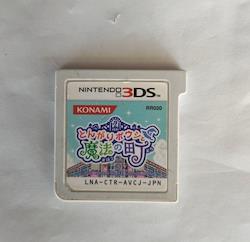 NINTENDO 3DS
KONAMI
RR020
とんがりボウシと
魔法の町
LNA-CTR-AVCJ-JPN